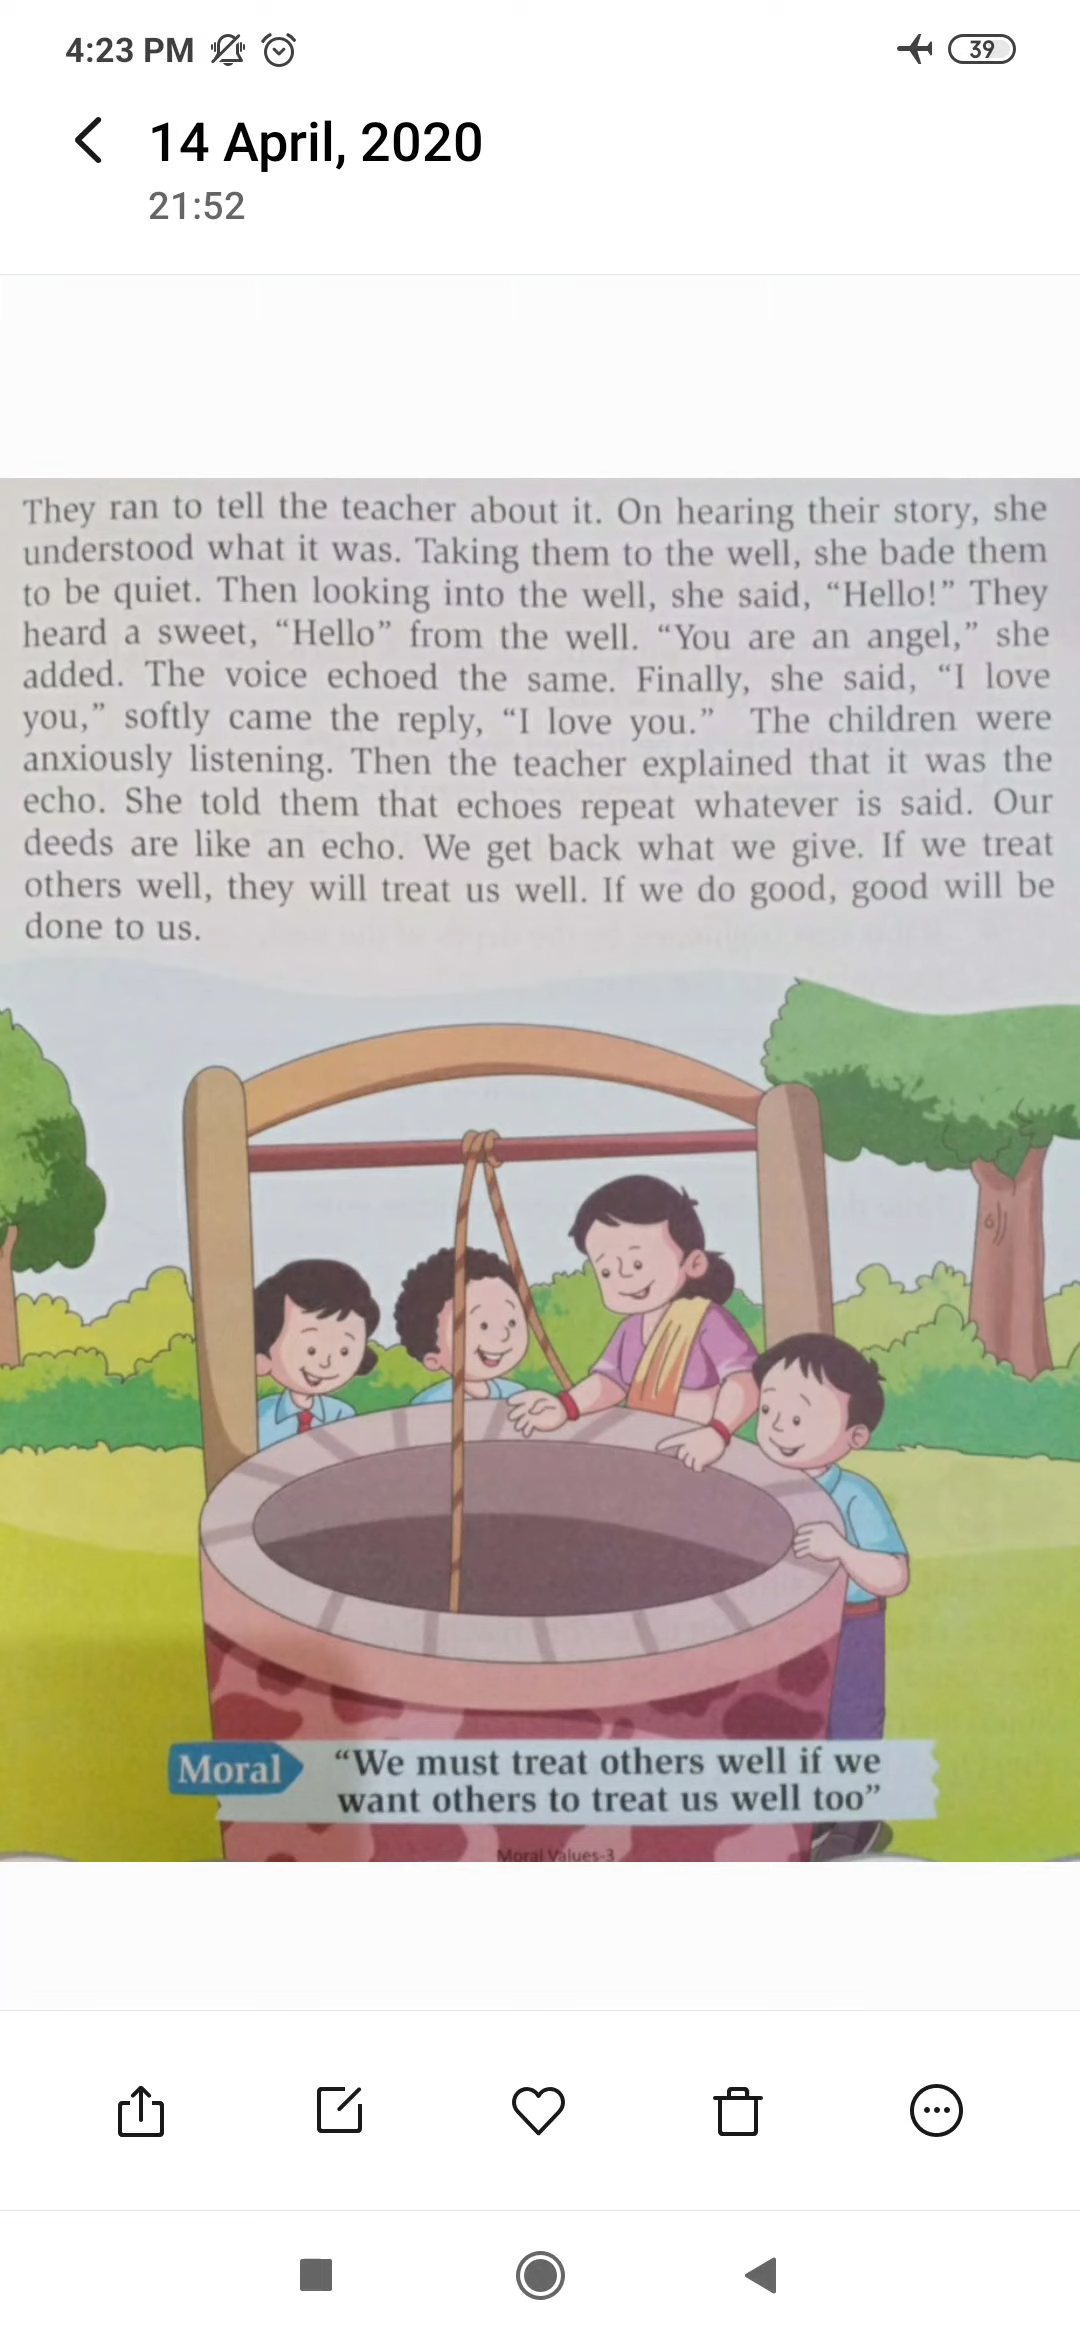 4:23 PM
39
14 April, 2020
21:52
They ran to tell the teacher about it. On hearing their story, she
understood what it was. Taking them to the well, she bade them
to be quiet. Then looking into the well, she said, “Hello!” They
heard a sweet, “Hello” from the well. “You are an angel,” she
added. The voice echoed the same. Finally, she said, “I love
you,” softly came the reply, “I love you.” The children were
anxiously listening. Then the teacher explained that it was the
echo. She told them that echoes repeat whatever is said. Our
deeds are like an echo. We get back what we give. If we treat
others well, they will treat us well. If we do good, good will be
done to us.
Moral
“We must treat others well if we
want others to treat us well too”
Moral Values-3